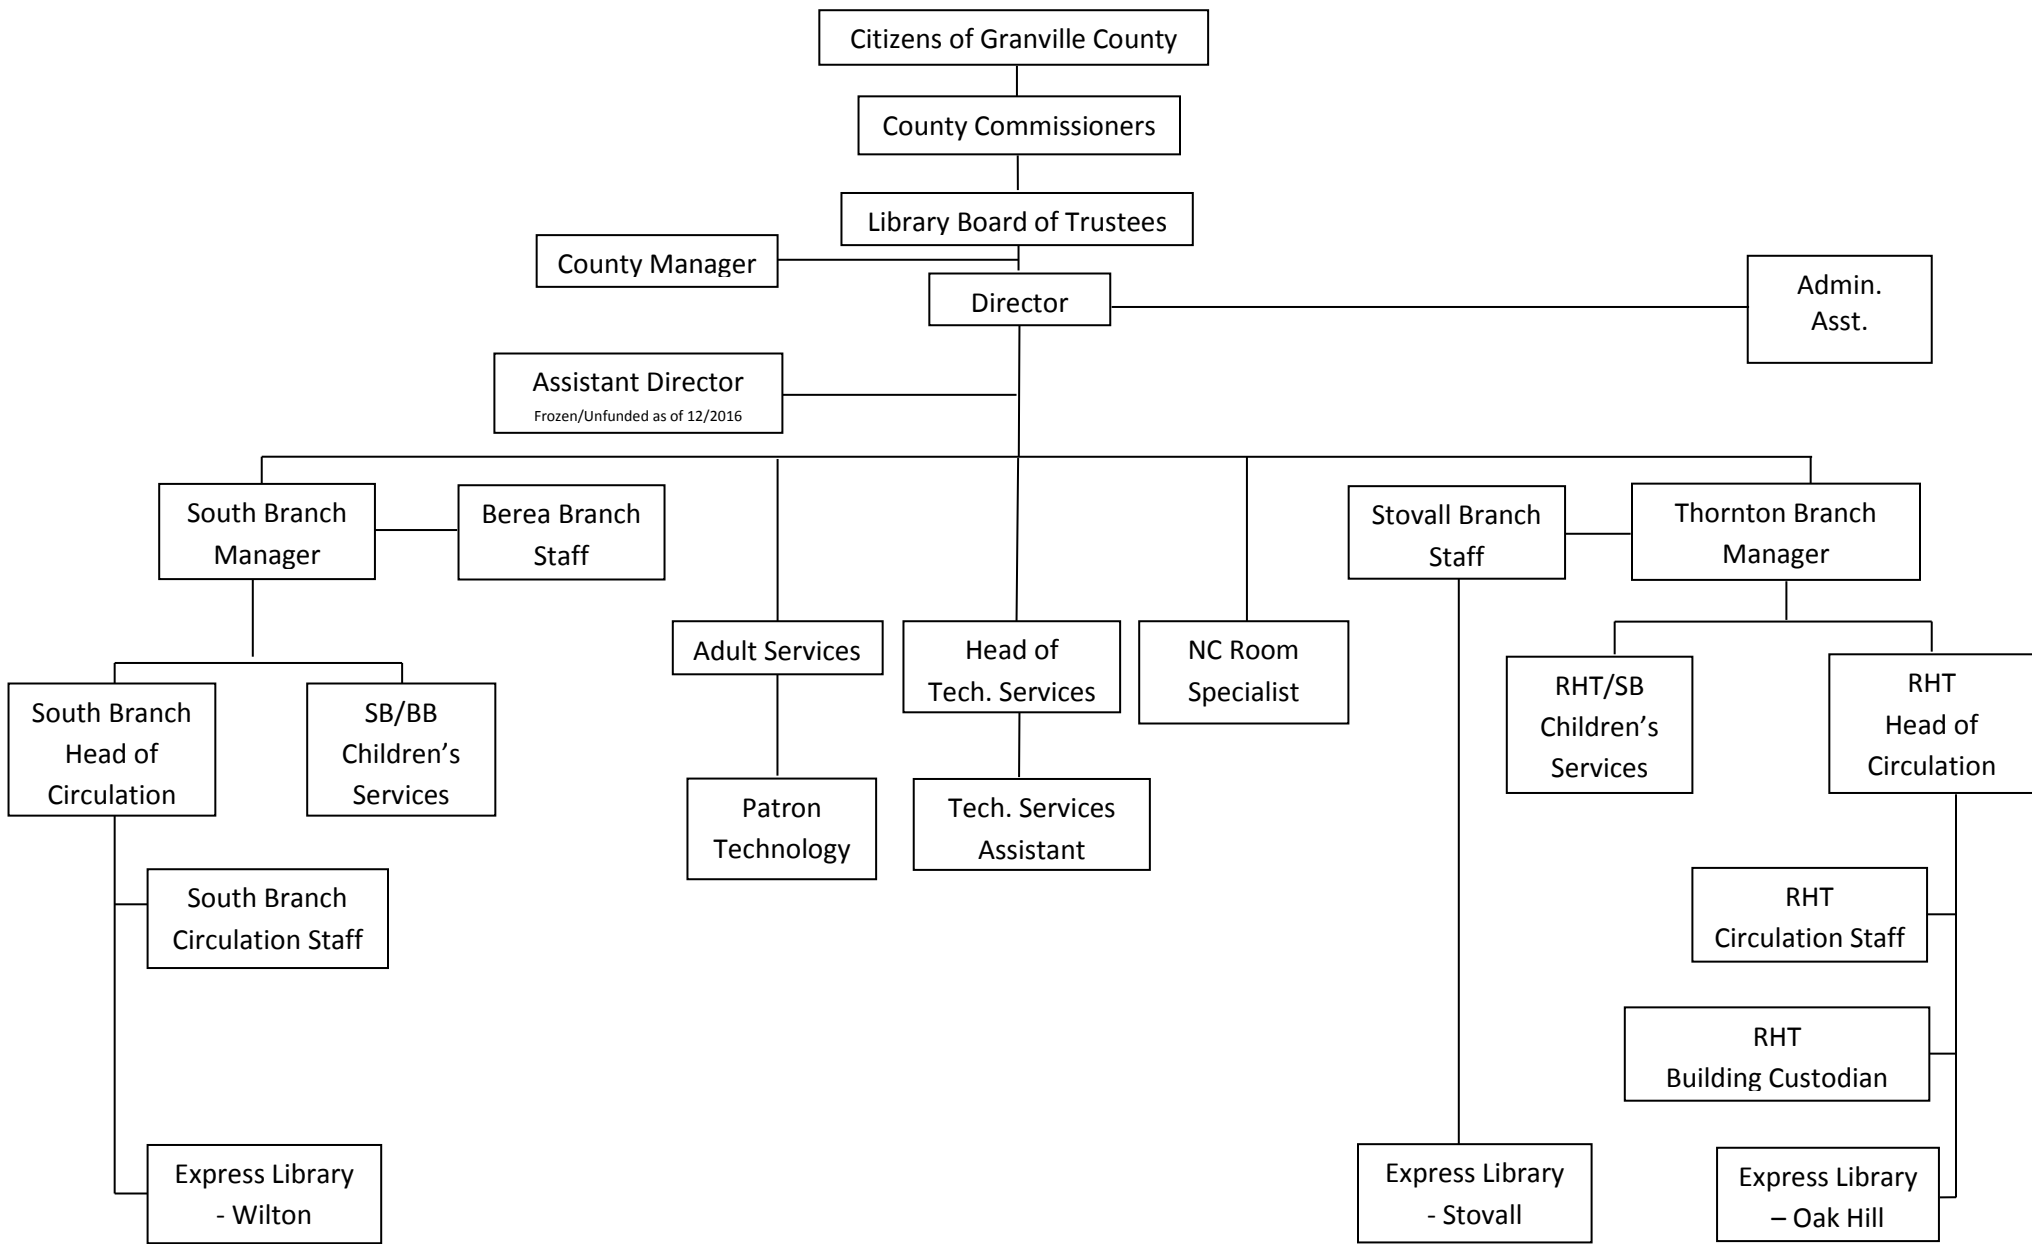 Citizens of Granville County
County Commissioners
Library Board of Trustees
County Manager
Director
Admin.
Asst.
Assistant Director
Frozen/Unfunded as of 12/2016
South Branch
Manager
Berea Branch
Staff
Stovall Branch
Staff
Thornton Branch
Manager
Adult Services
Head of
Tech. Services
NC Room
Specialist
RHT/SB
Children’s
Services
RHT
Head of
Circulation
South Branch
Head of
Circulation
SB/BB
Children’s
Services
Patron
Technology
Tech. Services
Assistant
South Branch
Circulation Staff
RHT
Circulation Staff
RHT
Building Custodian
Express Library
- Wilton
Express Library
- Stovall
Express Library
– Oak Hill